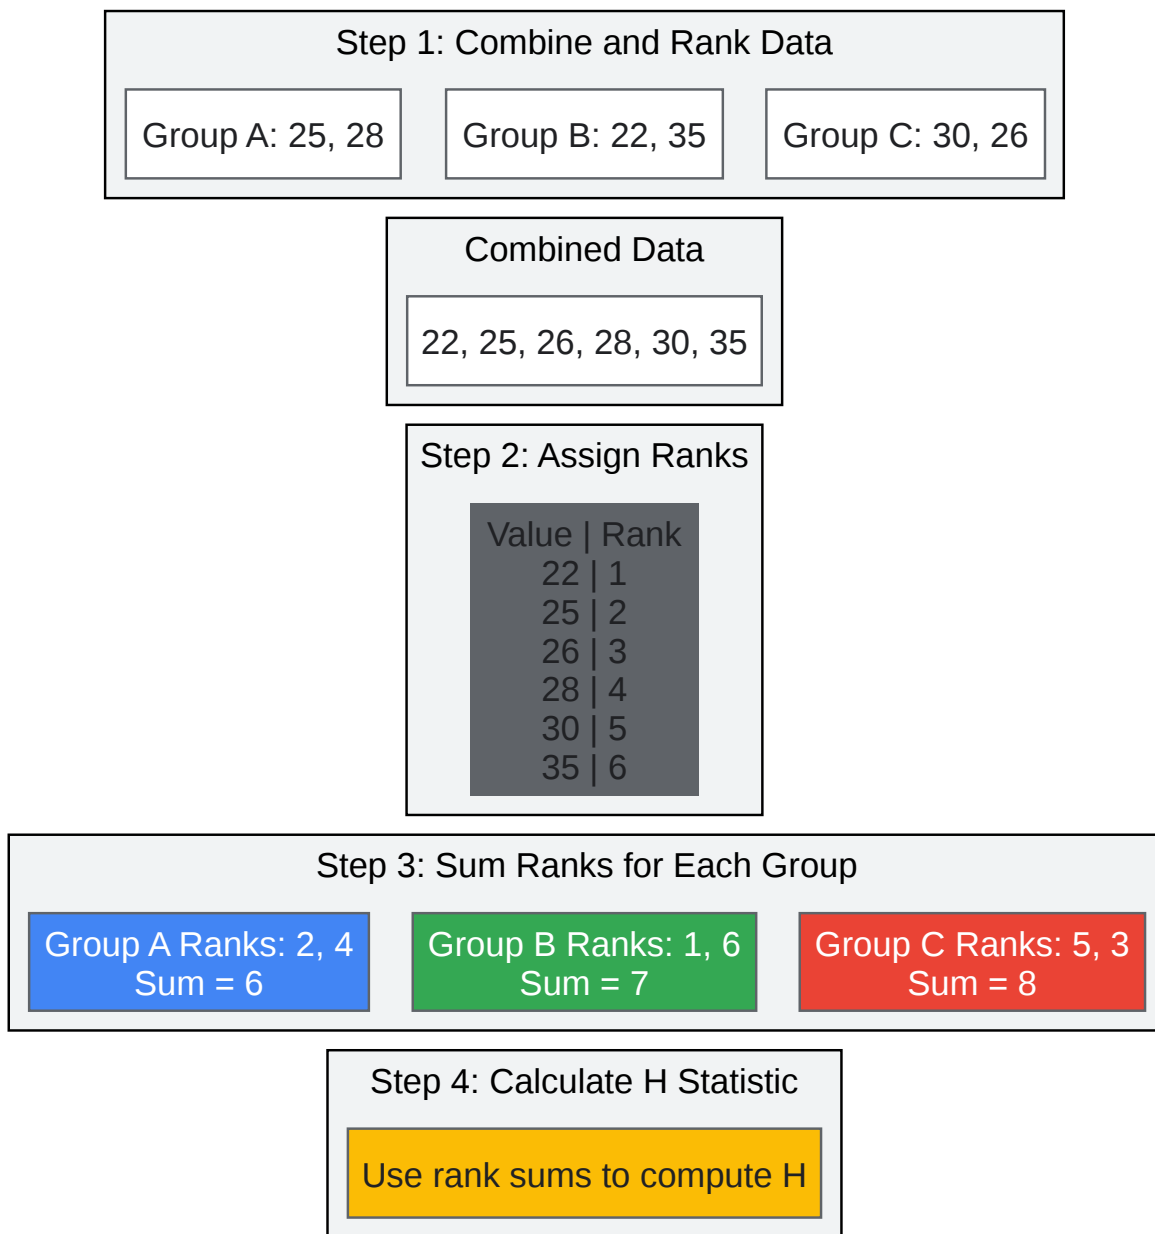 Step 1: Combine and Rank Data
Group A: 25, 28
Group B: 22, 35
Group C: 30, 26
Combined Data
22, 25, 26, 28, 30, 35
Step 2: Assign Ranks
Value | Rank
22 | 1
25 | 2
26 | 3
28 | 4
30 | 5
35 | 6
Step 3: Sum Ranks for Each Group
Group A Ranks: 2, 4
Sum = 6
Group B Ranks: 1, 6
Sum = 7
Group C Ranks: 5, 3
Sum = 8
Step 4: Calculate H Statistic
Use rank sums to compute H